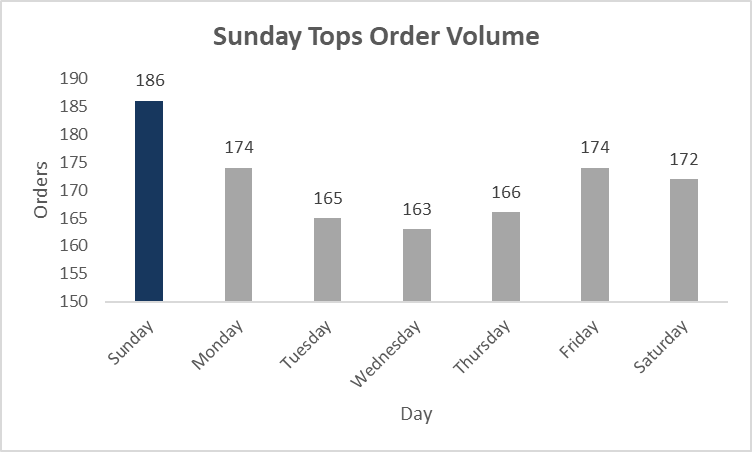 Sunday Tops Order Volume
190
185
180
175
170
165
160
155
150
Orders
186
174
165
163
166
174
172
Sunday
Monday
Tuesday
Wednesday
Thursday
Friday
Saturday
Day